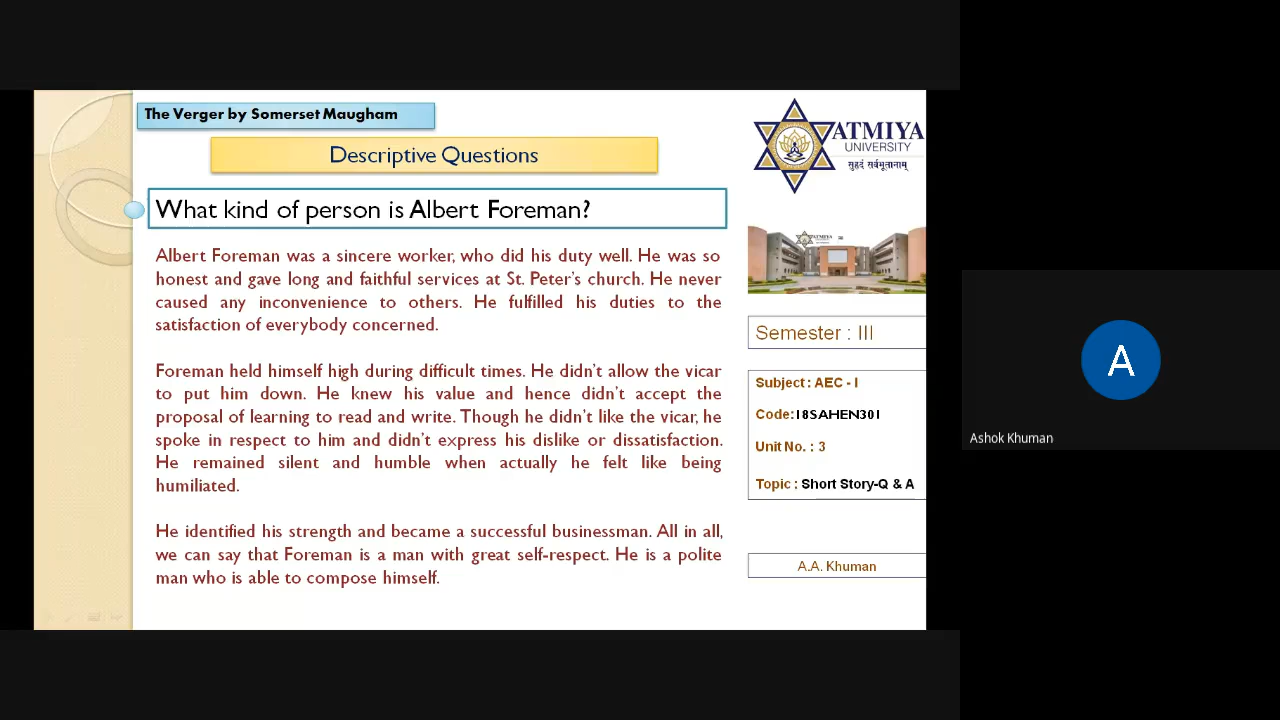 The Verger by Somerset Maugham
Descriptive Questions
What kind of person is Albert Foreman?
Albert Foreman was a sincere worker, who did his duty well. He was so
honest and gave long and faithful services at St. Peter's church. He never
caused any inconvenience to others. He fulfilled his duties to the
satisfaction of everybody concerned.
Foreman held himself high during difficult times. He didn't allow the vicar
to put him down. He knew his value and hence didn't accept the
proposal of learning to read and write. Though he didn't like the vicar, he
spoke in respect to him and didn't express his dislike or dissatisfaction.
He remained silent and humble when actually he felt like being
humiliated.
He identified his strength and became a successful businessman. All in all,
we can say that Foreman is a man with great self-respect. He is a polite
man who is able to compose himself.
ATMIYA
UNIVERSITY
सुहृदं सर्वभूतानाम्
ATMIYA
Semester : III
Subject : AEC - I
Code:18SAHEN301
Unit No. : 3
Topic : Short Story-Q & A
A.A. Khuman
A
Ashok Khuman